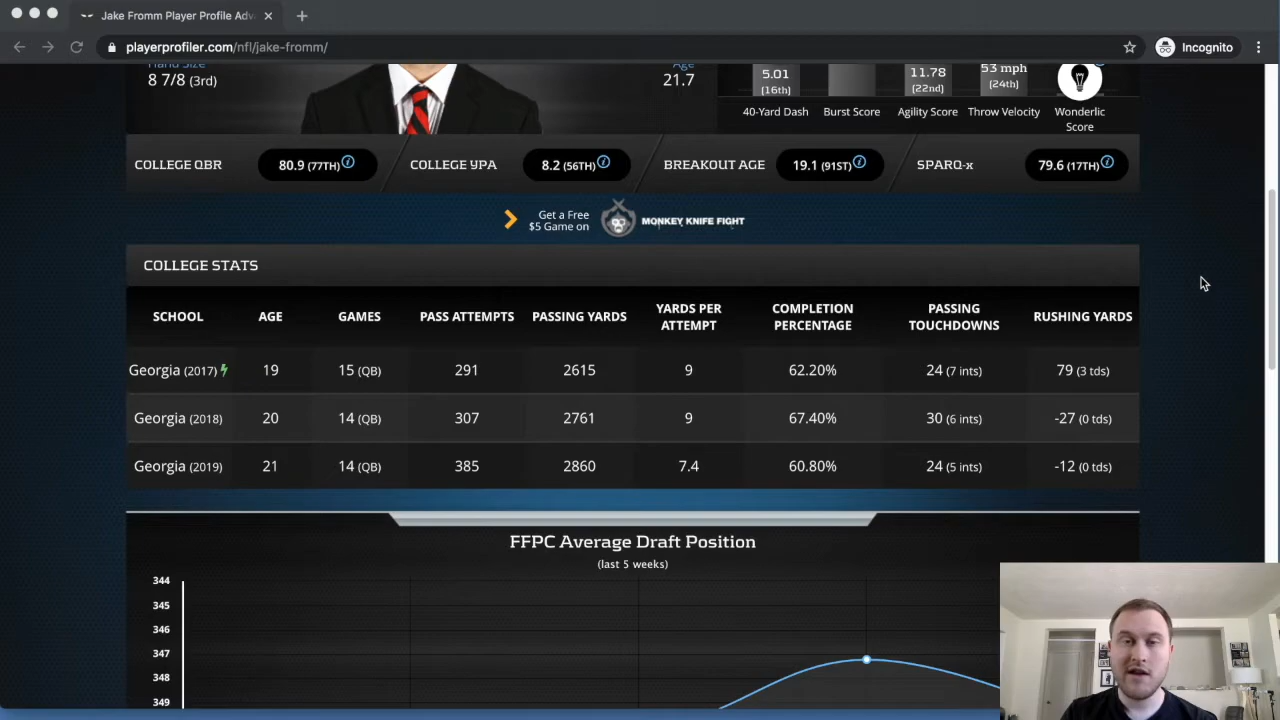 Jake Fromm Player Profile Adv
playerprofiler.com/nfl/jake-fromm/
Incognito
Hand Size
8 7/8 (3rd)
Age
21.7
5.01
(16th)
40-Yard Dash
Burst Score
11.78
(22nd)
Agility Score
53 mph
(24th)
Throw Velocity
Wonderlic
Score
COLLEGE QBR
80.9 (77TH)
COLLEGE YPA
8.2 (56TH)
BREAKOUT AGE
19.1 (91ST)
SPARQ-x
79.6 (17TH)
Get a Free
$5 Game on
MONKEY KNIFE FIGHT
COLLEGE STATS
SCHOOL AGE GAMES PASS ATTEMPTS PASSING YARDS YARDS PER ATTEMPT COMPLETION PERCENTAGE PASSING TOUCHDOWNS RUSHING YARDS
Georgia (2017) 19 15 (QB) 291 2615 9 62.20% 24 (7 ints) 79 (3 tds)
Georgia (2018) 20 14 (QB) 307 2761 9 67.40% 30 (6 ints) -27 (0 tds)
Georgia (2019) 21 14 (QB) 385 2860 7.4 60.80% 24 (5 ints) -12 (0 tds)
FFPC Average Draft Position
(last 5 weeks)
344
345
346
347
348
349